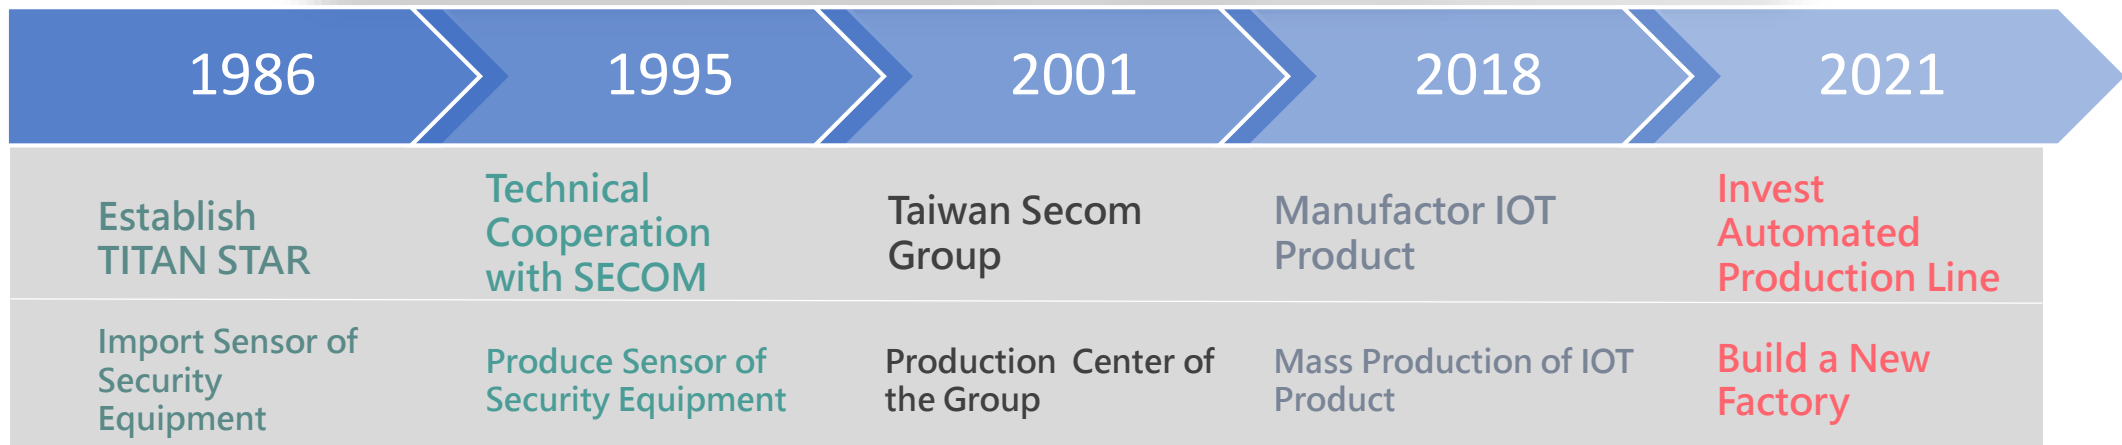 1986
1995
2001
2018
2021
Establish
TITAN STAR
Technical
Cooperation
with SECOM
Taiwan Secom
Group
Manufactor IOT
Product
Invest
Automated
Production Line
Import Sensor of
Security
Equipment
Produce Sensor of
Security Equipment
Production Center of
the Group
Mass Production of IOT
Product
Build a New
Factory